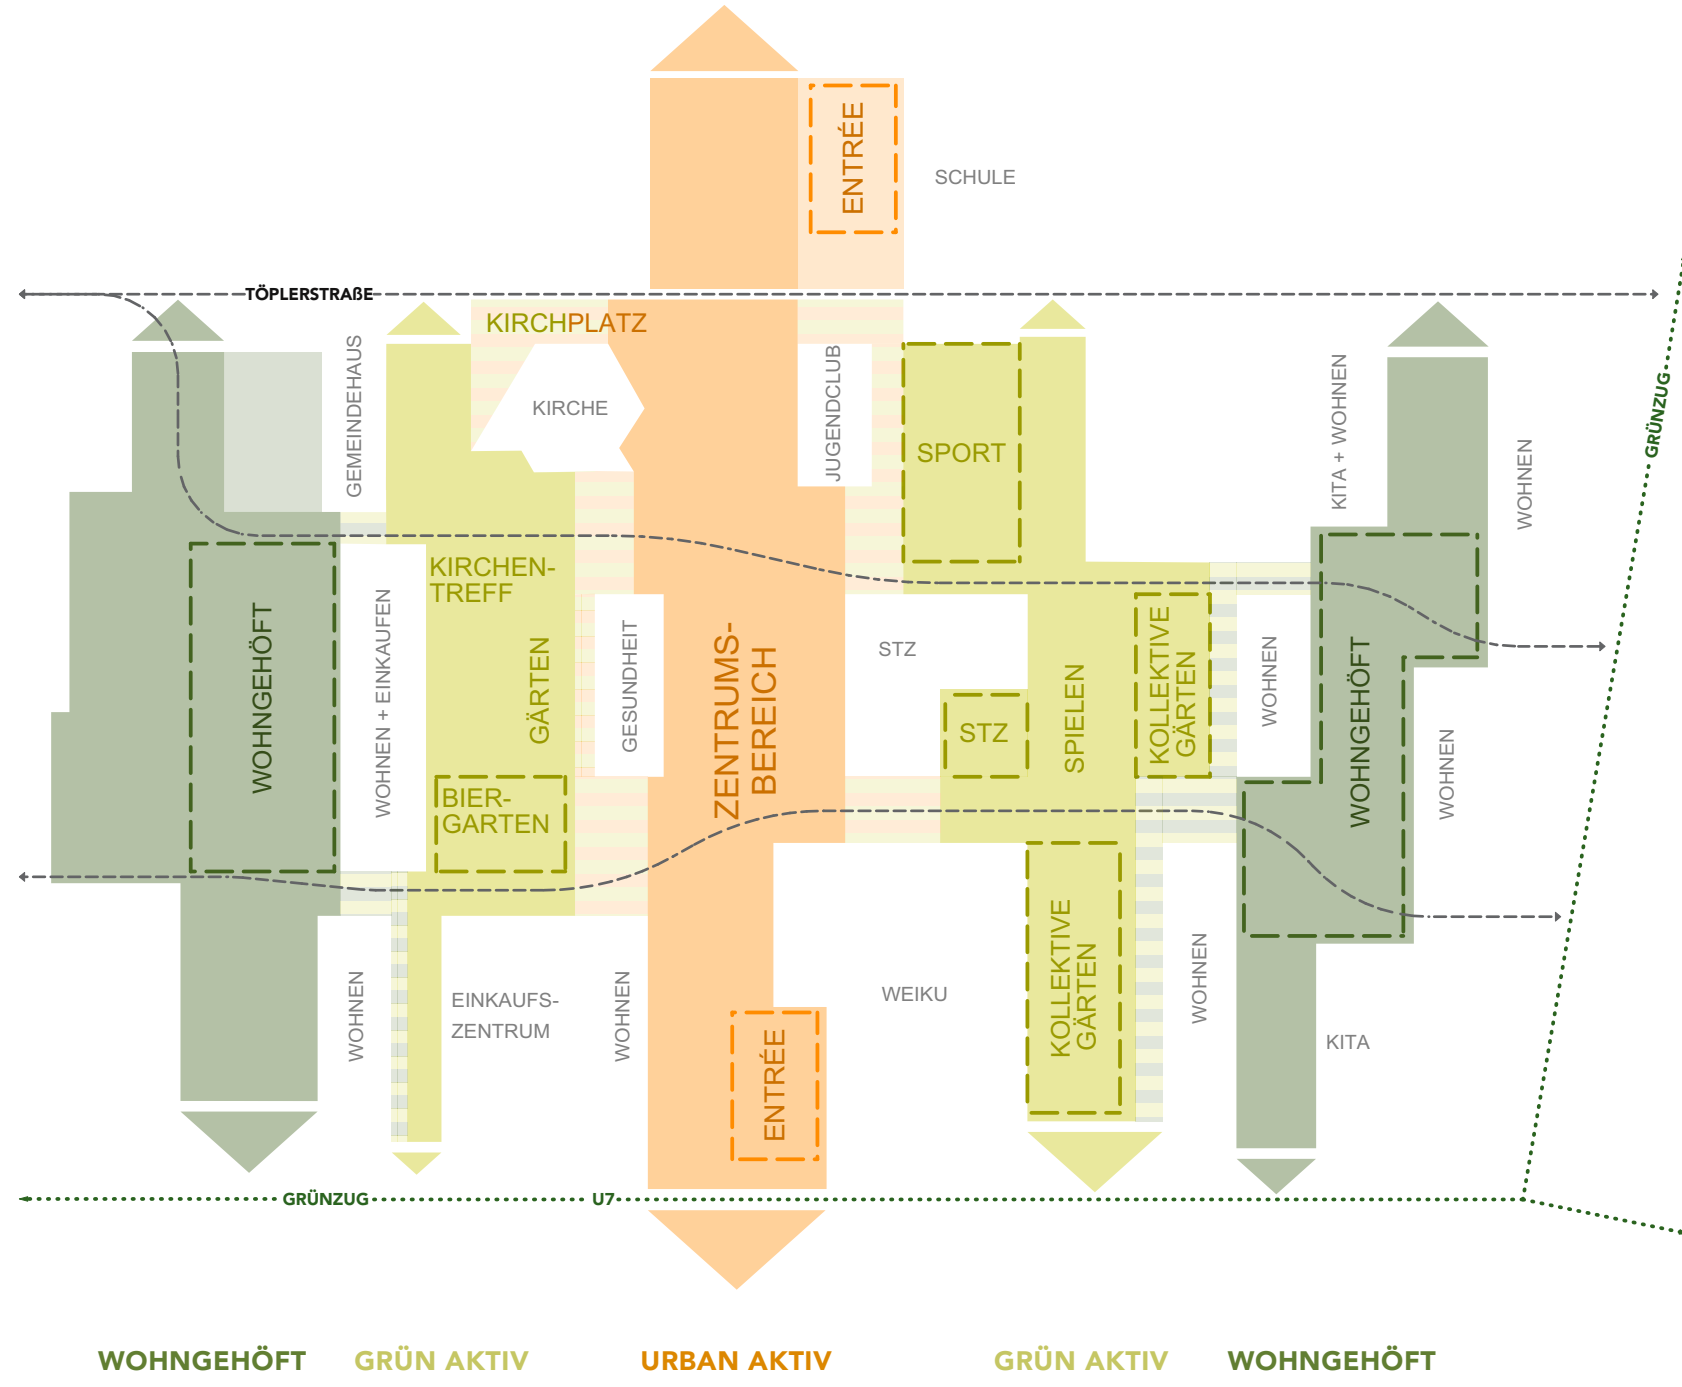 ENTRÉE
SCHULE
TÖPLERSTRAßE
KIRCHPLATZ
GEMEINDEHAUS
KIRCHE
JUGENDCLUB
SPORT
KITA + WOHNEN
WOHNEN
GRÜNZUG
KIRCHEN-
TREFF
WOHNGEHÖFT
WOHNEN + EINKAUFEN
GÄRTEN
GESUNDHEIT
ZENTRUMS-
BEREICH
STZ
STZ
SPIELEN
KOLLEKTIVE
GÄRTEN
WOHNEN
WOHNGEHÖFT
WOHNEN
BIER-
GARTEN
WOHNEN
EINKAUFS-
ZENTRUM
WOHNEN
ENTRÉE
WEIKU
KOLLEKTIVE
GÄRTEN
WOHNEN
KITA
GRÜNZUG
U7
WOHNGEHÖFT
GRÜN AKTIV
URBAN AKTIV
GRÜN AKTIV
WOHNGEHÖFT